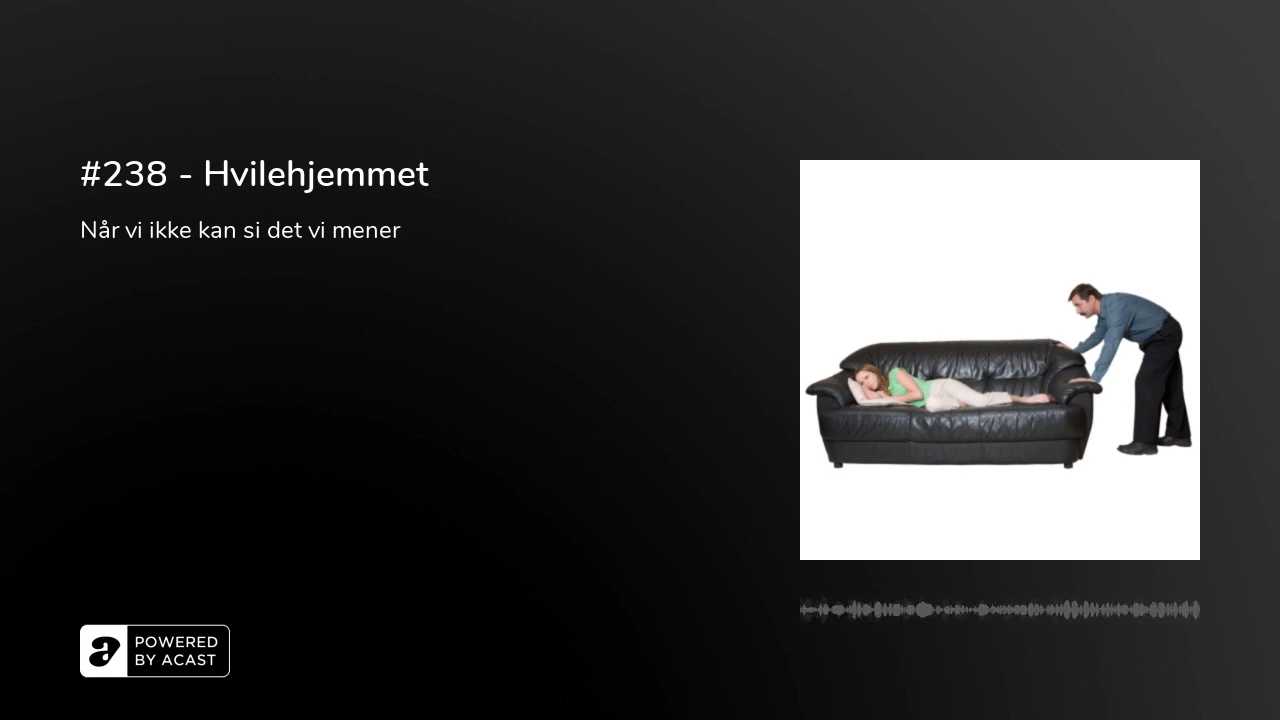 #238 - Hvilehjemmet
Når vi ikke kan si det vi mener
POWERED
BY ACAST